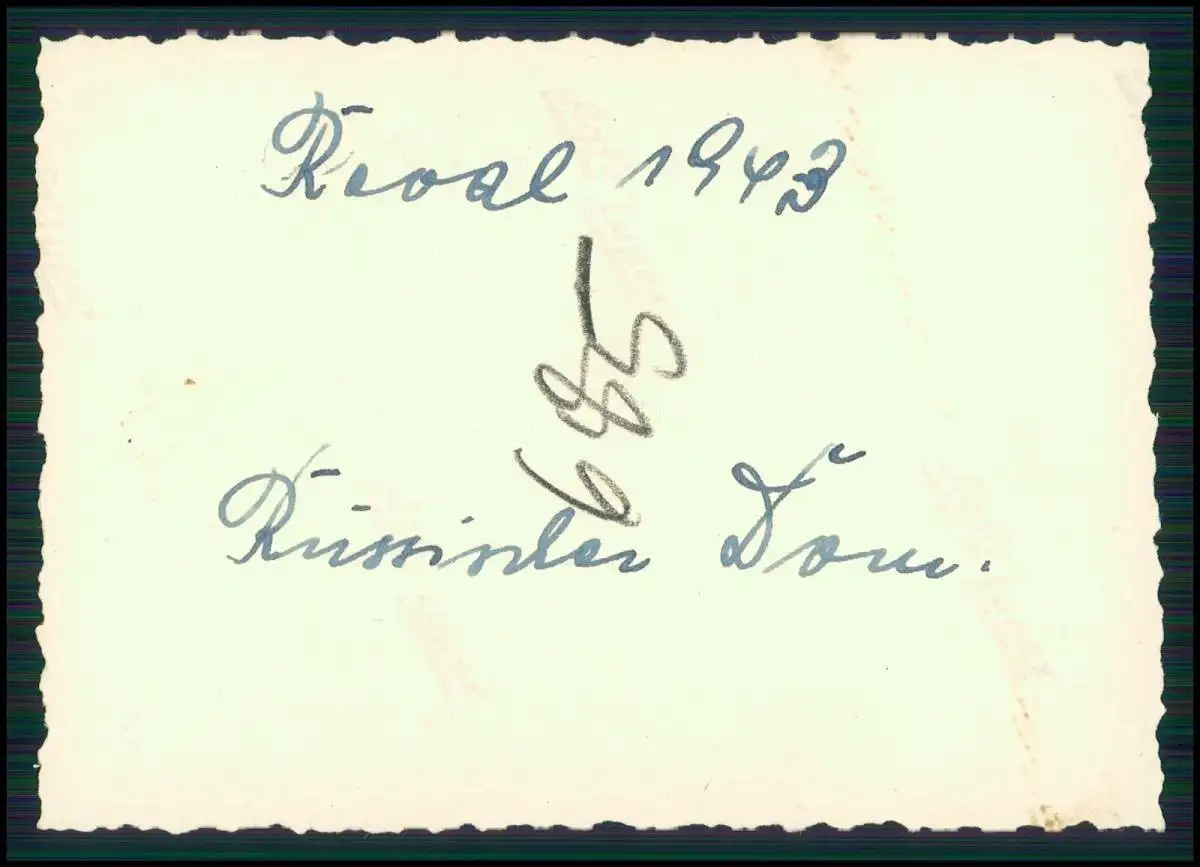 Reval 1943
Russischer Dom.